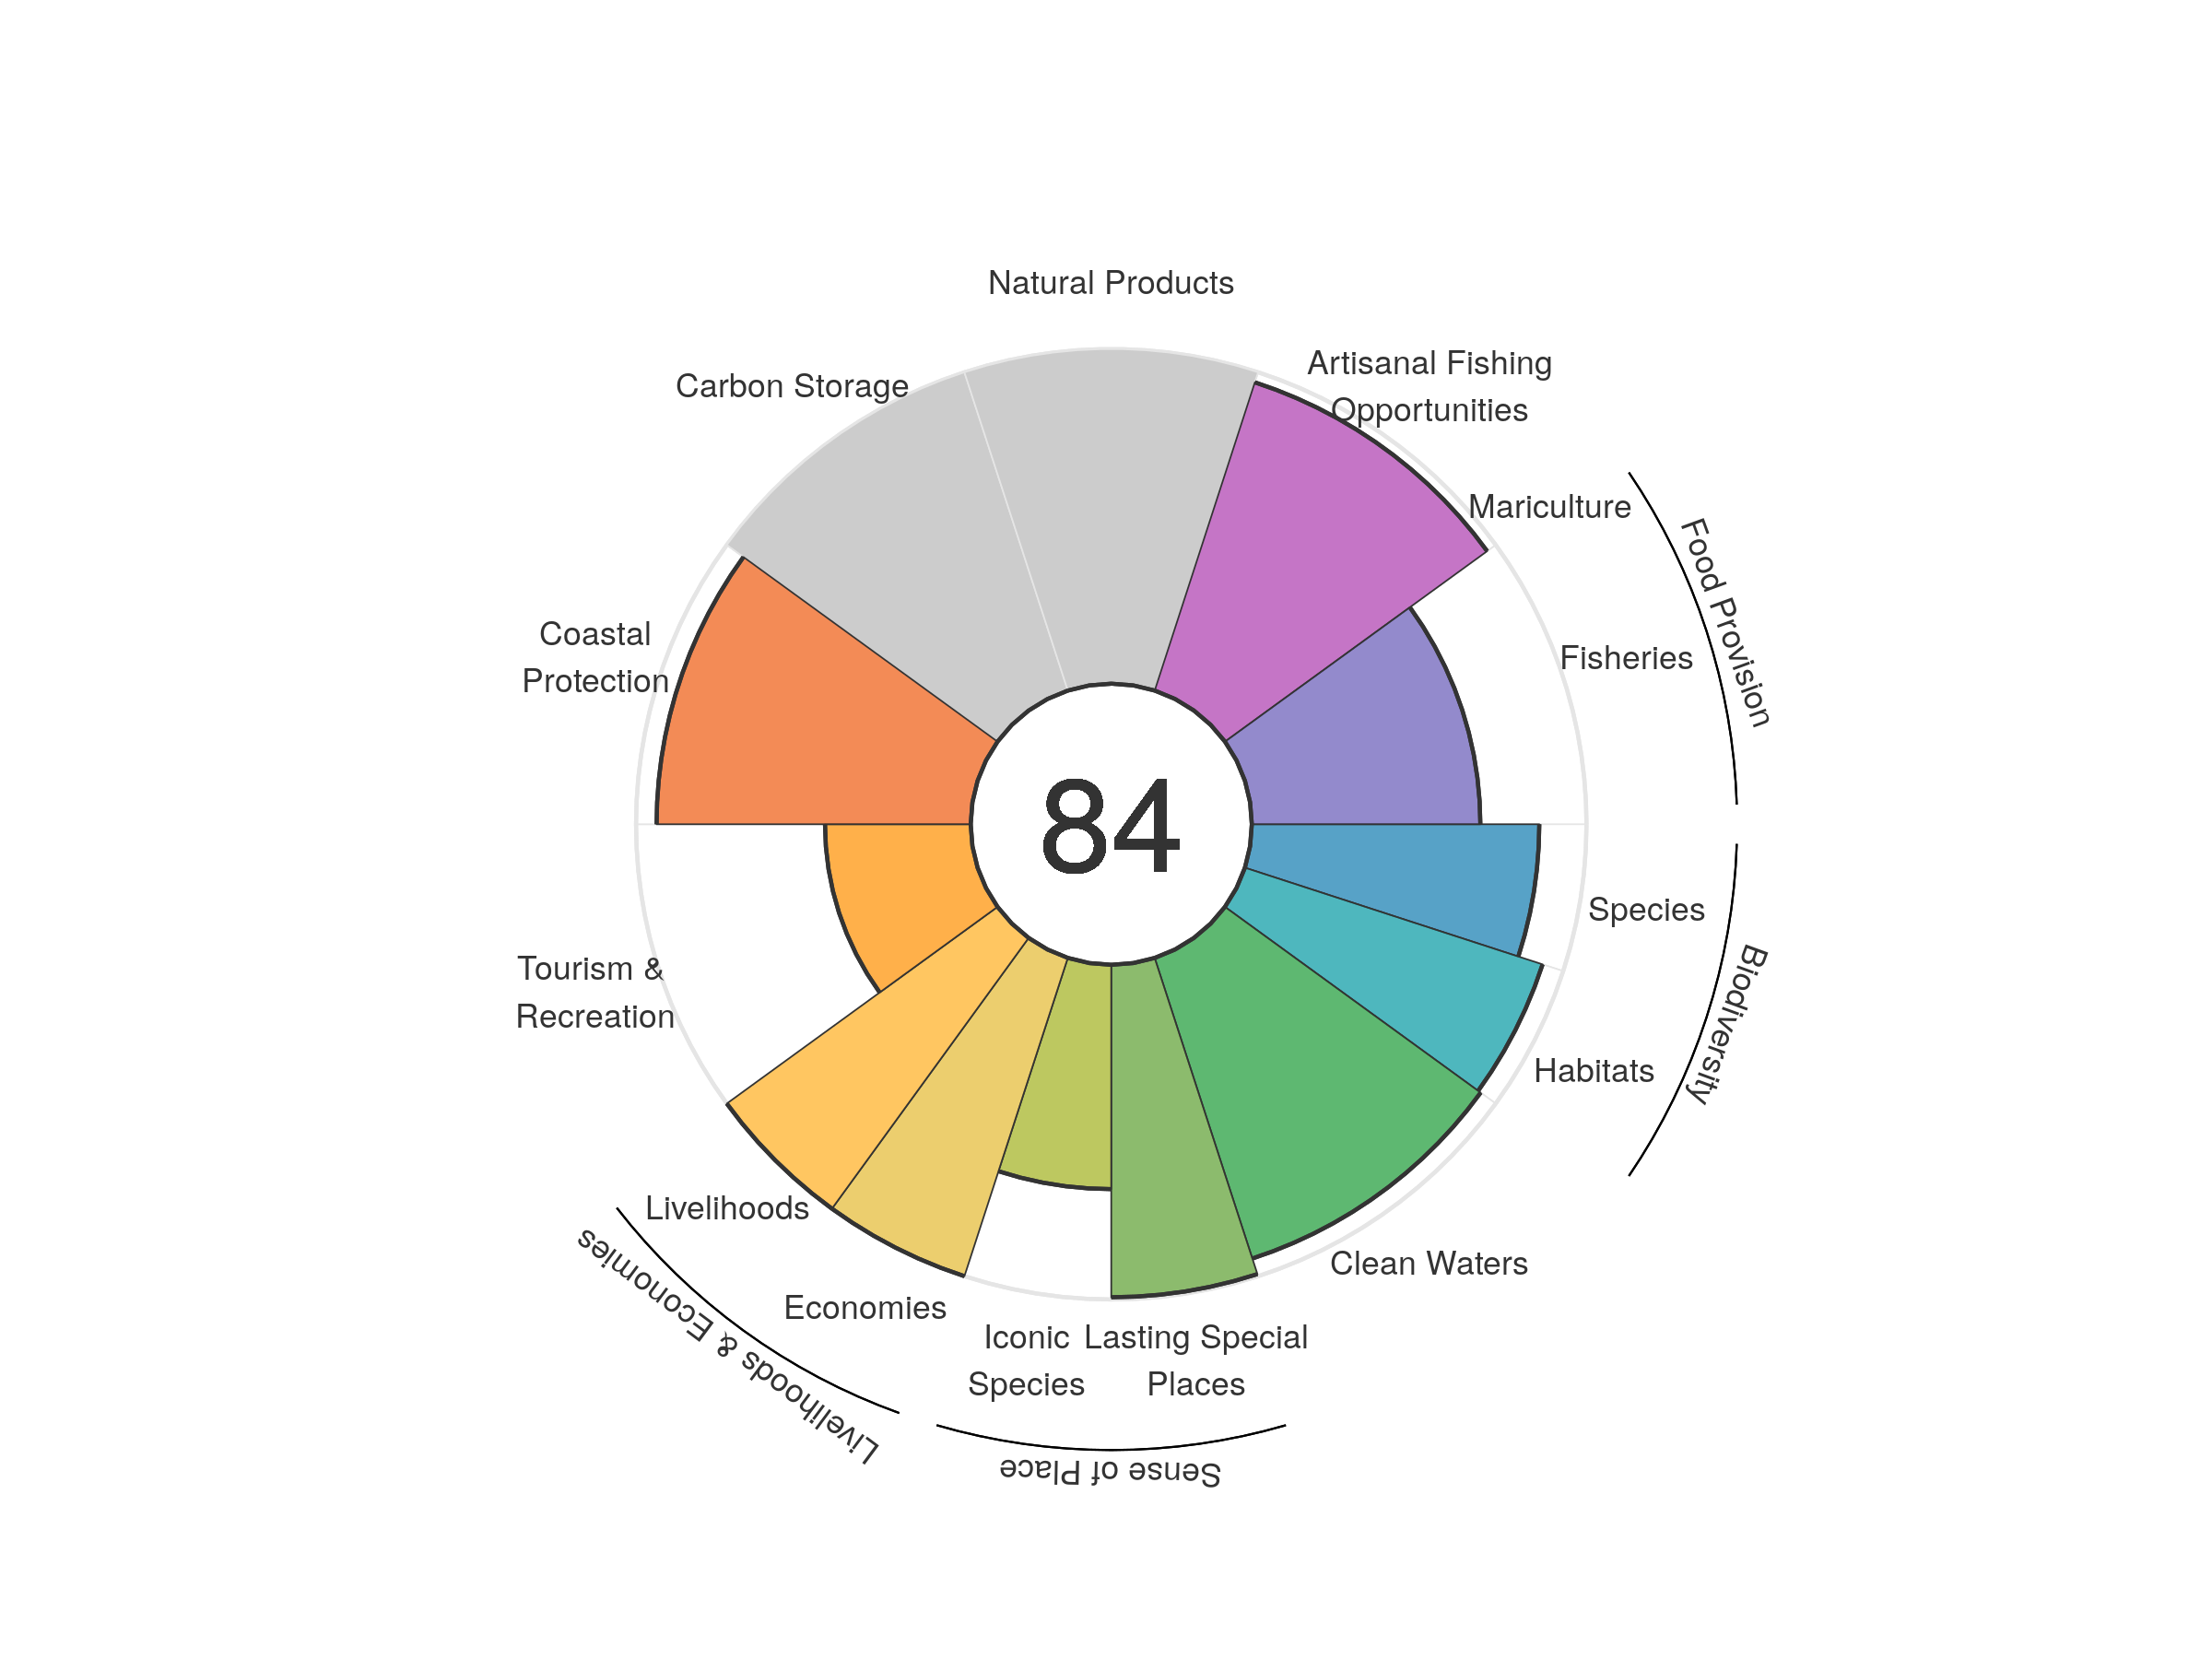 Natural Products
Artisanal Fishing
Opportunities
Carbon Storage
Mariculture
Food Provision
Fisheries
Coastal
Protection
84
Species
Biodiversity
Tourism &
Recreation
Habitats
Livelihoods
Clean Waters
Economies
Livelihoods & Economies
Iconic
Species
Lasting Special
Places
Sense of Place